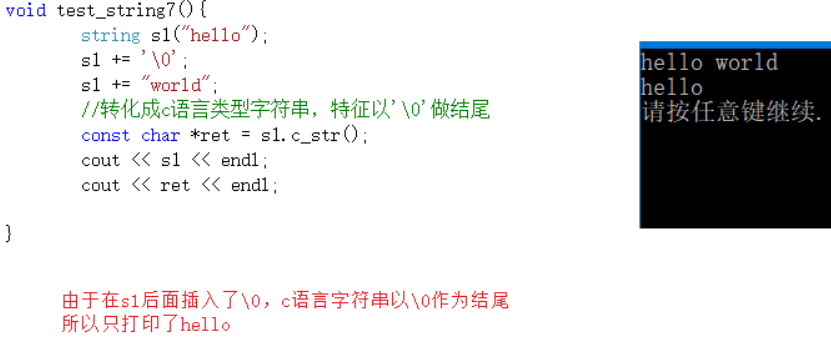 void test_string7(){
string s1("hello");
s1 += '\0';
s1 += "world";
//转化成c语言类型字符串，特征以'\0'做结尾
const char *ret = s1.c_str();
cout << s1 << endl;
cout << ret << endl;
}
由于在s1后面插入了\0，c语言字符串以\0作为结尾
所以只打印了hello
hello world
hello
请按任意键继续.